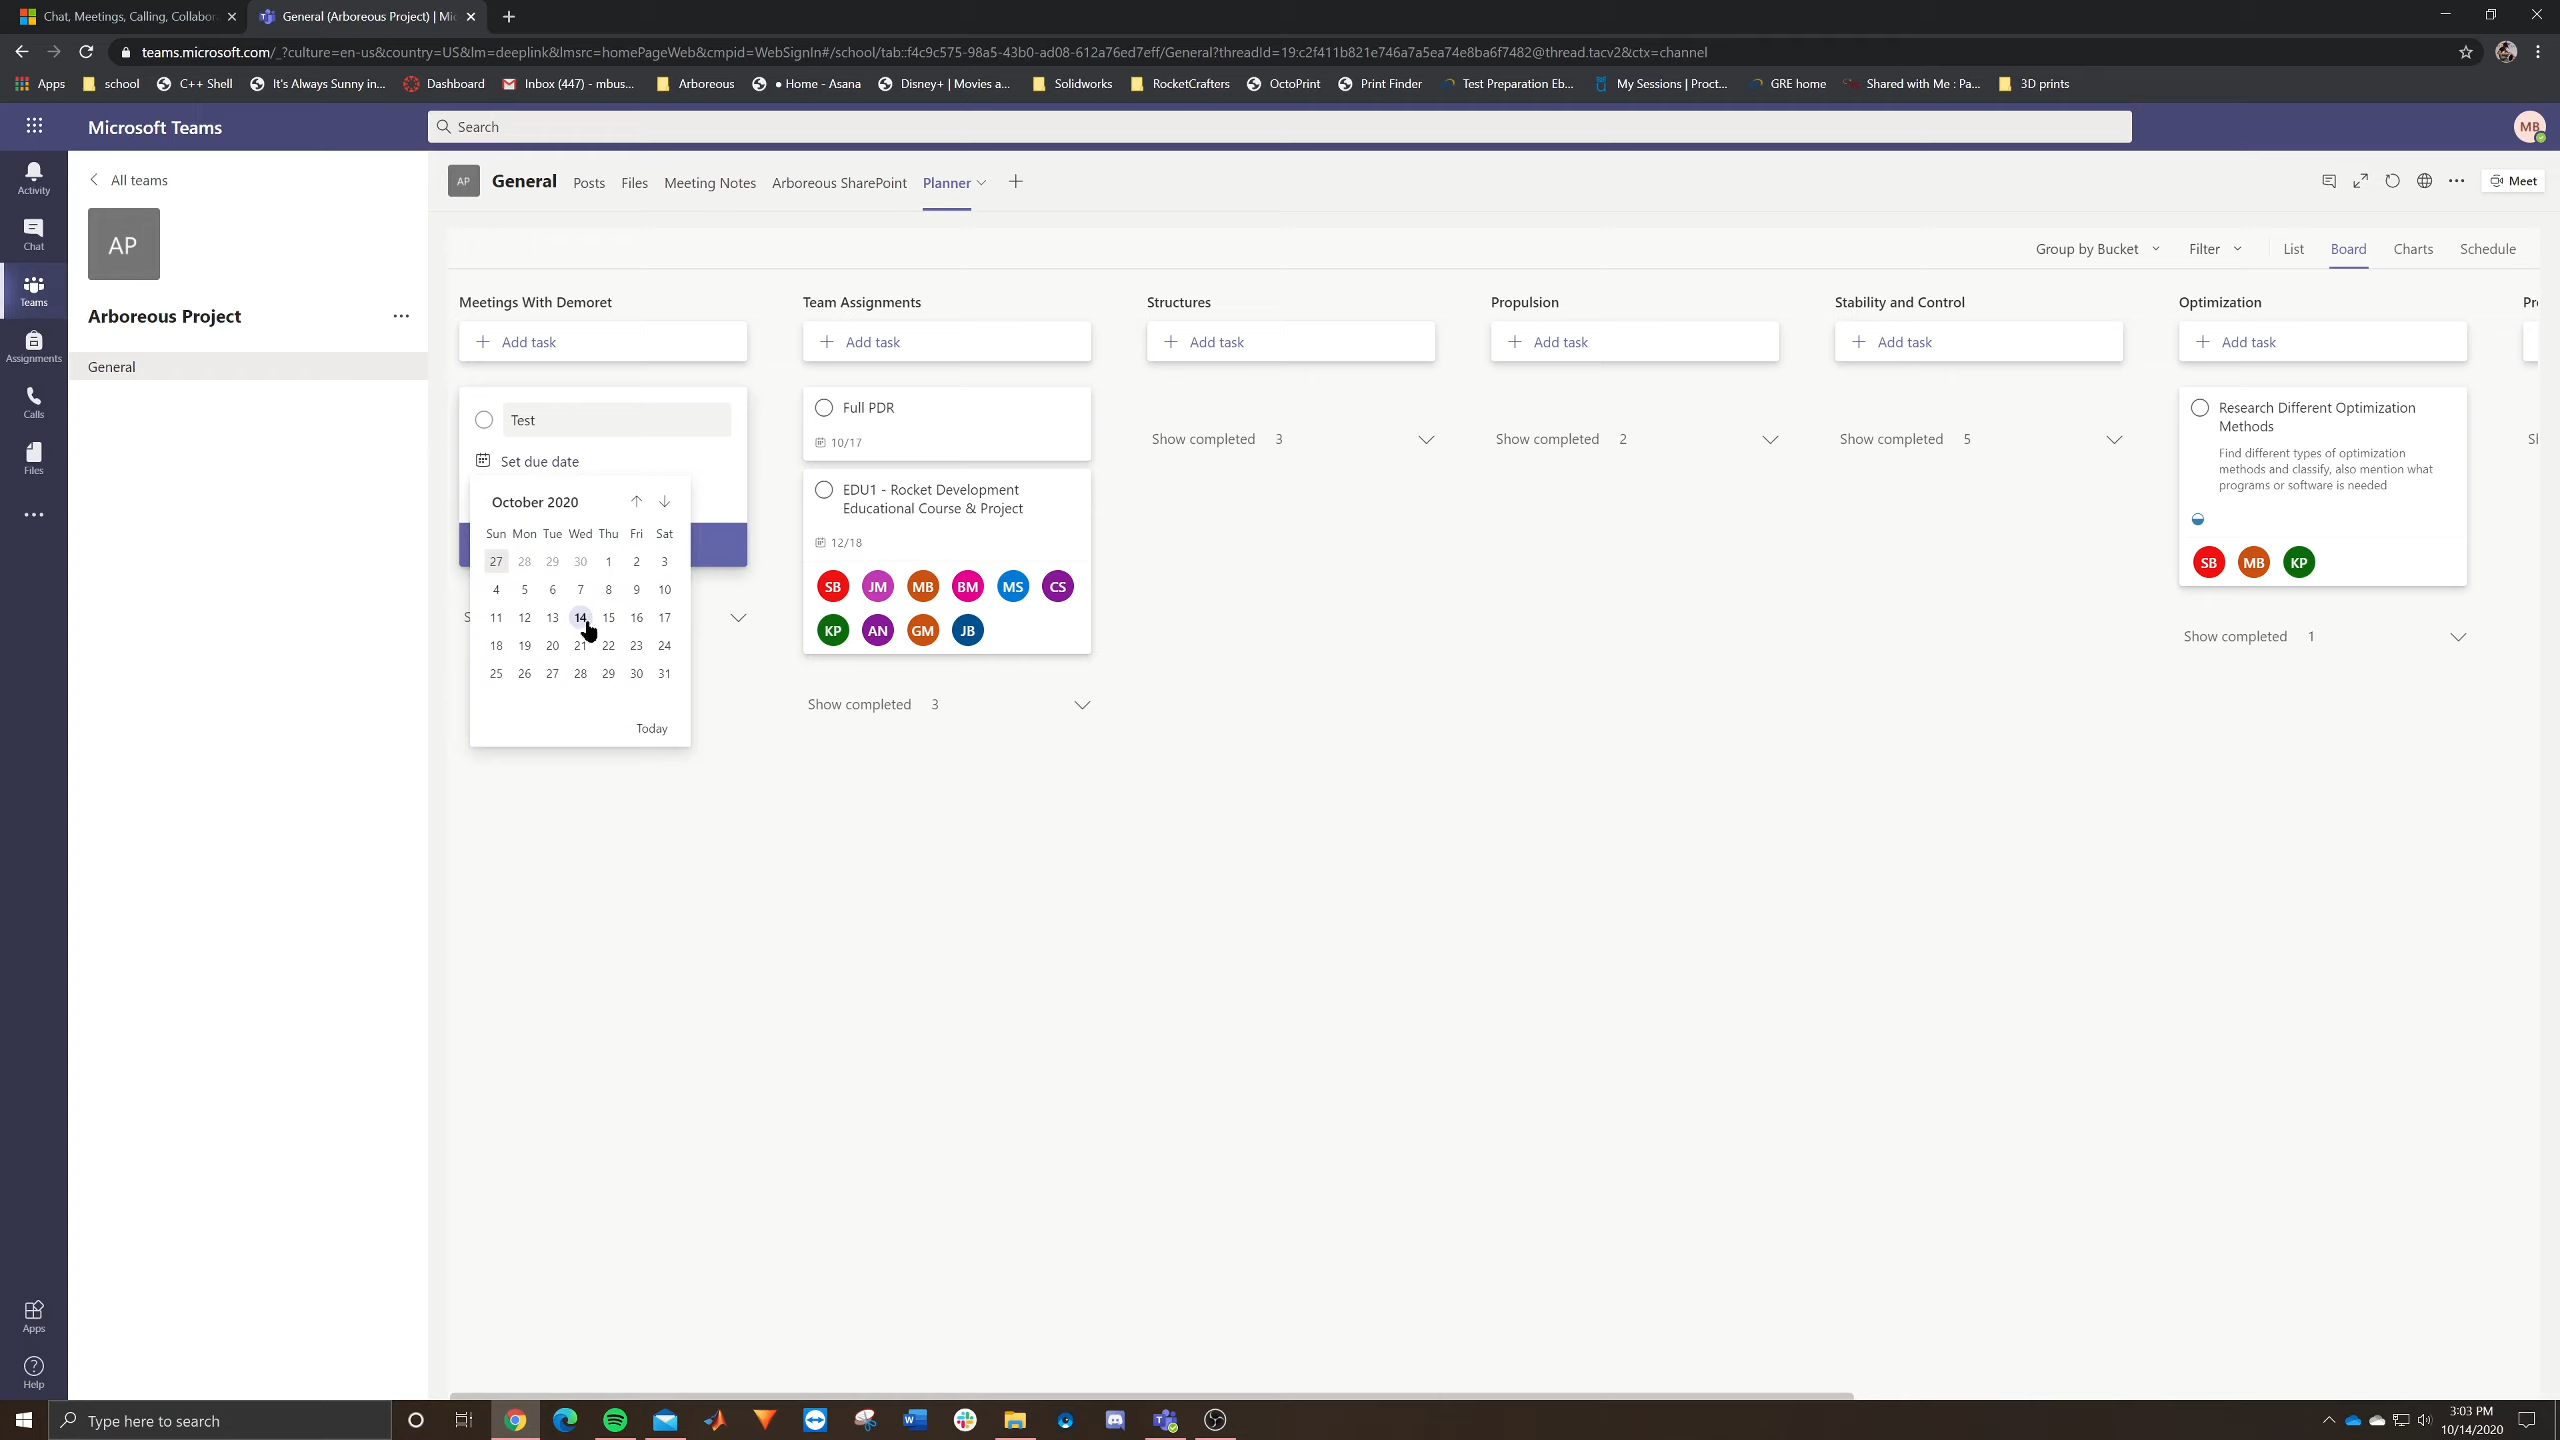 Chat, Meetings, Calling, Collabor
General (Arboreous Project) | Mic
teams.microsoft.com/_?culture=en-us&country=US&lm=deeplink&lmsrc=homePageWeb&cmpid=WebSignIn#/school/tab::f4c9c575-98a5-43b0-ad08-612a76ed7eff/General?threadId=19:c2f411b821e746a7a5ea74e8ba6f7482@thread.tacv2&ctx=channel
Apps school C++ Shell It's Always Sunny in... Dashboard Inbox (447) - mbus... Arboreous • Home - Asana Disney+ | Movies a... Solidworks RocketCrafters OctoPrint Print Finder Test Preparation Eb... My Sessions | Proct... GRE home Shared with Me : Pa... 3D prints
Microsoft Teams
Search
MB
Activity
Chat
Teams
Assignments
Calls
Files
Apps
Help
All teams
AP
Arboreous Project
General
AP General Posts Files Meeting Notes Arboreous SharePoint Planner
Meet
Group by Bucket Filter List Board Charts Schedule
Meetings With Demoret
Add task
Test
Set due date
October 2020
Sun Mon Tue Wed Thu Fri Sat
27 28 29 30 1 2 3
4 5 6 7 8 9 10
11 12 13 14 15 16 17
18 19 20 21 22 23 24
25 26 27 28 29 30 31
Today
S
Team Assignments
Add task
Full PDR
10/17
EDU1 - Rocket Development
Educational Course & Project
12/18
SB JM MB BM MS CS
KP AN GM JB
Show completed 3
Structures
Add task
Show completed 3
Propulsion
Add task
Show completed 2
Stability and Control
Add task
Show completed 5
Optimization
Add task
Research Different Optimization
Methods
Find different types of optimization
methods and classify, also mention what
programs or software is needed
SB MB KP
Show completed 1
Pr
Sh
Type here to search
3:03 PM
10/14/2020